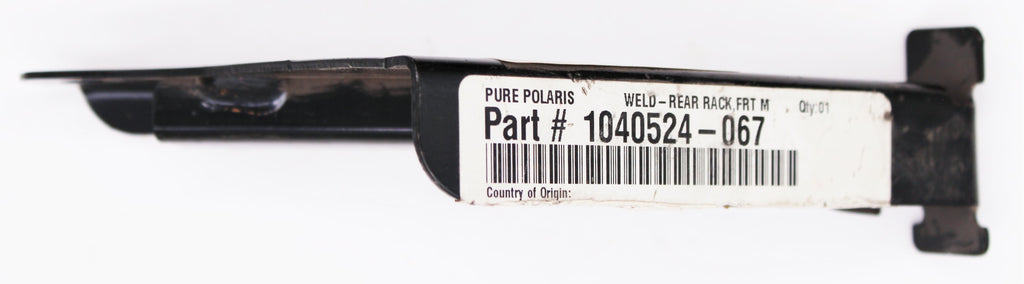 PURE POLARIS WELD-REAR RACK,FRT M Qty:01
Part # 1040524-067
Country of Origin: